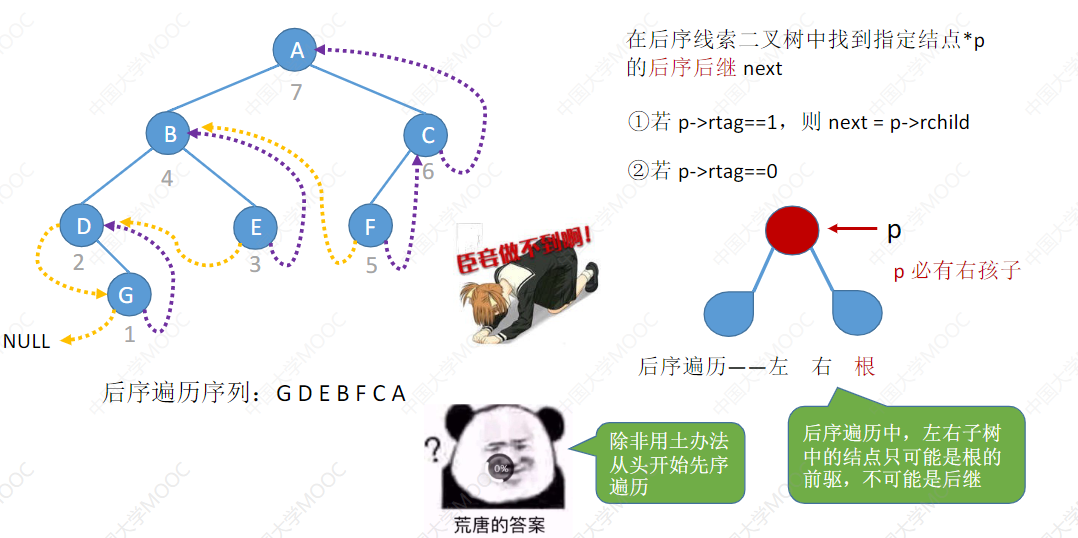 在后序线索二叉树中找到指定结点*p
的后序后继 next
①若 p->rtag==1，则 next = p->rchild
②若 p->rtag==0
A
7
B
4
C
6
D
2
E
3
F
5
G
1
NULL
后序遍历序列：G D E B F C A
臣妾做不到啊！
p
p 必有右孩子
后序遍历——左 右 根
后序遍历中，左右子树
中的结点只可能是根的
前驱，不可能是后继
除非用土办法
从头开始先序
遍历
?
0%
荒唐的答案
中国大学MOOC